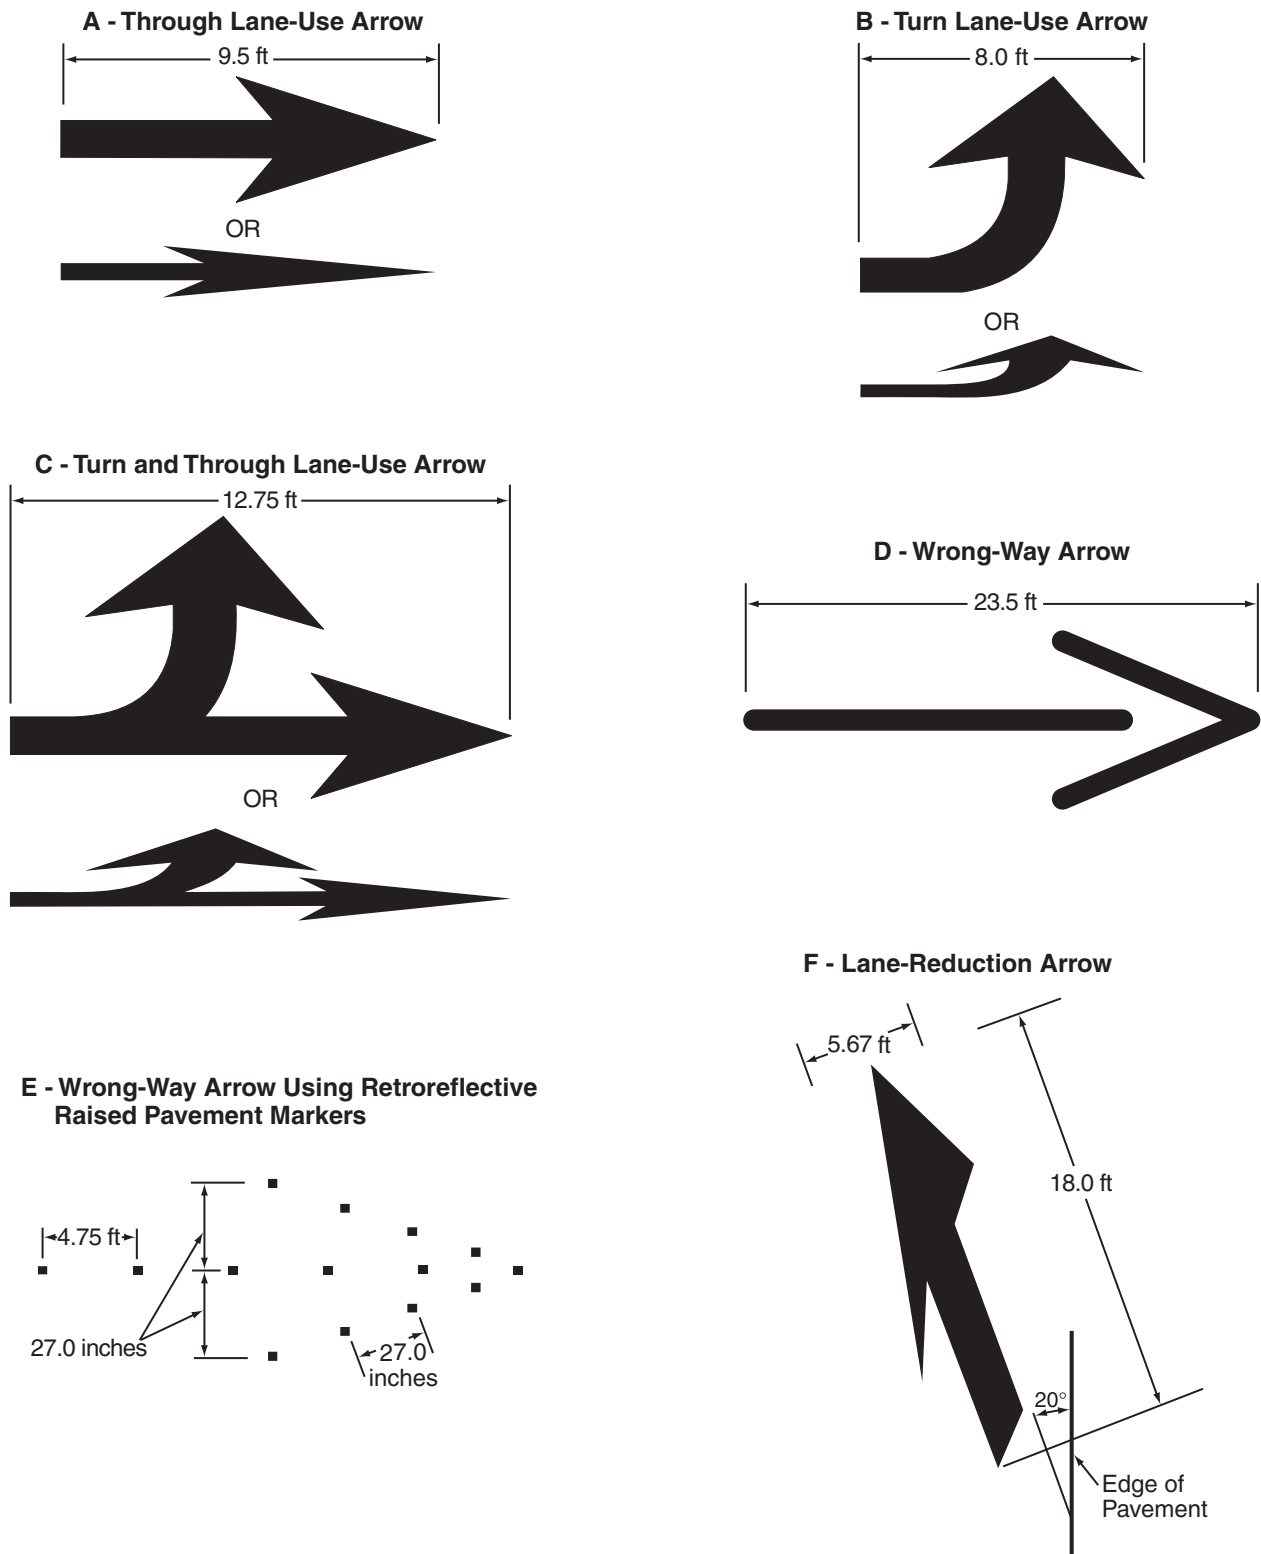 A - Through Lane-Use Arrow
9.5 ft
OR
B - Turn Lane-Use Arrow
8.0 ft
OR
C - Turn and Through Lane-Use Arrow
12.75 ft
OR
D - Wrong-Way Arrow
23.5 ft
E - Wrong-Way Arrow Using Retroreflective
Raised Pavement Markers
4.75 ft
27.0 inches
27.0
inches
F - Lane-Reduction Arrow
5.67 ft
18.0 ft
20°
Edge of
Pavement